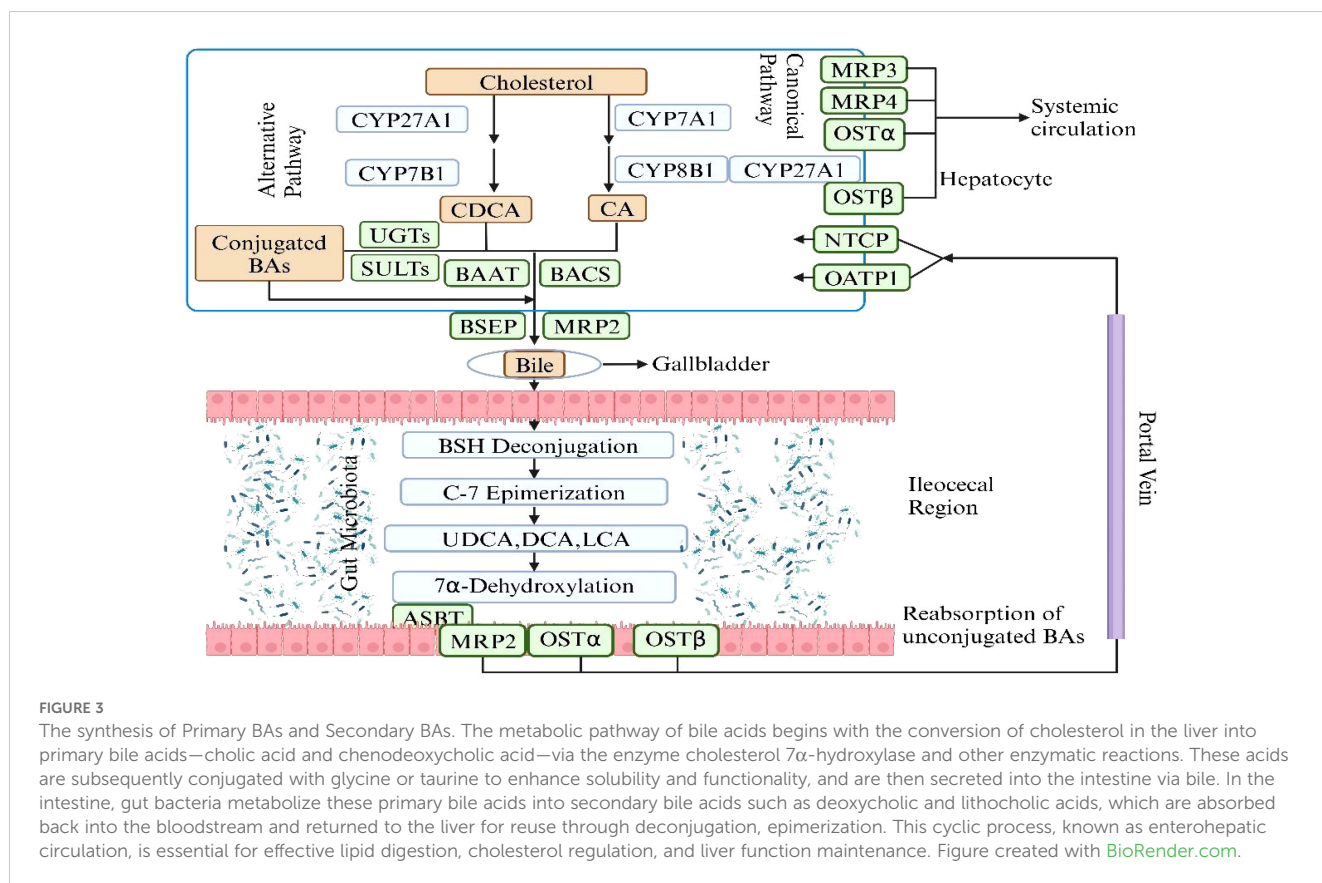 Cholesterol
Alternative
Pathway
CYP27A1
CYP7B1
Canonical
Pathway
CYP7A1
CYP8B1
CYP27A1
CDCA
CA
Conjugated
BAs
UGTs
SULTs
BAAT
BACS
MRP3
MRP4
OSTα
OSTβ
Systemic
circulation
Hepatocyte
NTCP
OATP1
BSEP
MRP2
Bile
Gallbladder
Gut Microbiota
BSH Deconjugation
C-7 Epimerization
UDCA,DCA,LCA
7α-Dehydroxylation
Ileocecal
Region
Portal Vein
ASBT
MRP2
OSTα
OSTβ
Reabsorption of
unconjugated BAs
FIGURE 3
The synthesis of Primary BAs and Secondary BAs. The metabolic pathway of bile acids begins with the conversion of cholesterol in the liver into
primary bile acids—cholic acid and chenodeoxycholic acid—via the enzyme cholesterol 7α-hydroxylase and other enzymatic reactions. These acids
are subsequently conjugated with glycine or taurine to enhance solubility and functionality, and are then secreted into the intestine via bile. In the
intestine, gut bacteria metabolize these primary bile acids into secondary bile acids such as deoxycholic and lithocholic acids, which are absorbed
back into the bloodstream and returned to the liver for reuse through deconjugation, epimerization. This cyclic process, known as enterohepatic
circulation, is essential for effective lipid digestion, cholesterol regulation, and liver function maintenance. Figure created with BioRender.com.